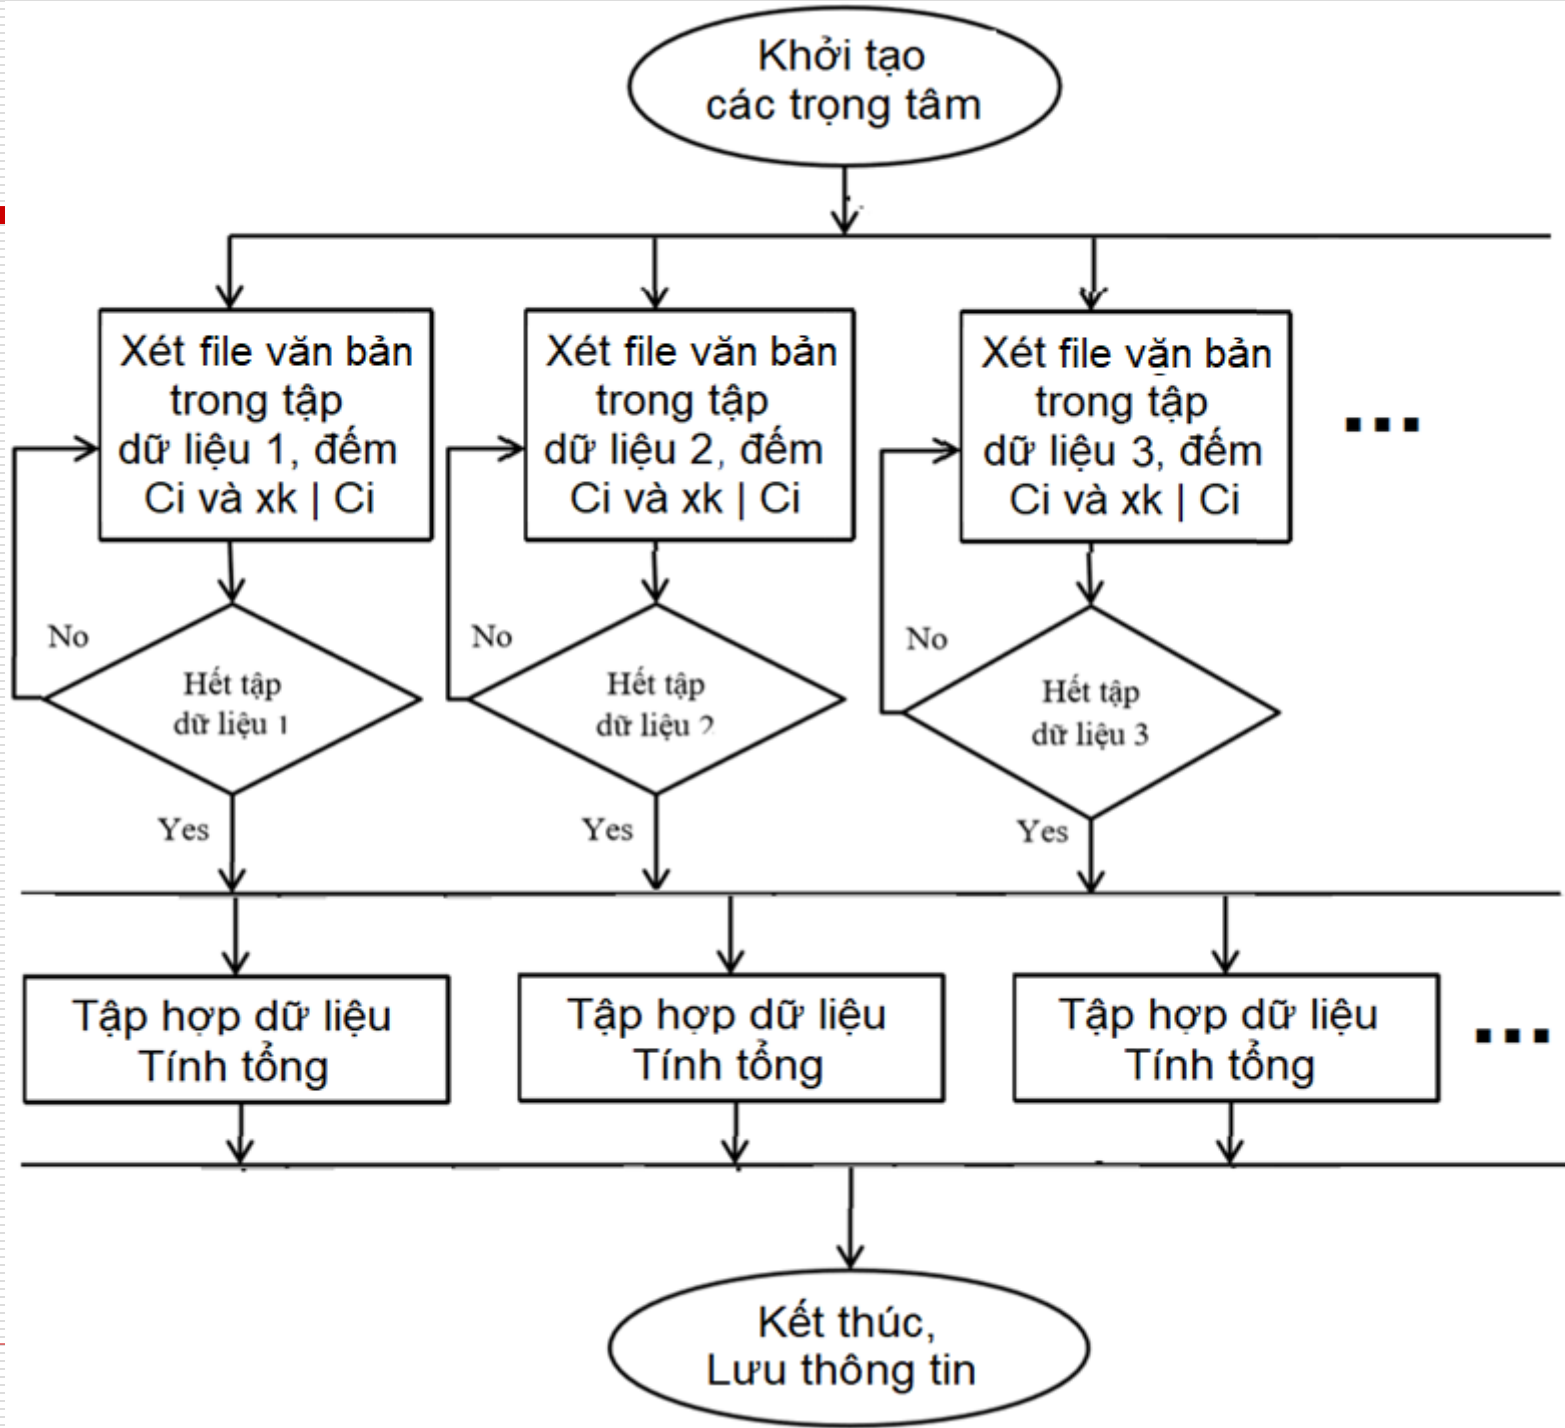 Khởi tạo
các trọng tâm
Xét file văn bản
trong tập
dữ liệu 1, đếm
Ci và xk | Ci
Xét file văn bản
trong tập
dữ liệu 2, đếm
Ci và xk | Ci
Xét file văn bản
trong tập
dữ liệu 3, đếm
Ci và xk | Ci
...
No
Hết tập
dữ liệu 1
Yes
No
Hết tập
dữ liệu 2
Yes
No
Hết tập
dữ liệu 3
Yes
Tập hợp dữ liệu
Tính tổng
Tập hợp dữ liệu
Tính tổng
Tập hợp dữ liệu
Tính tổng
...
Kết thúc,
Lưu thông tin